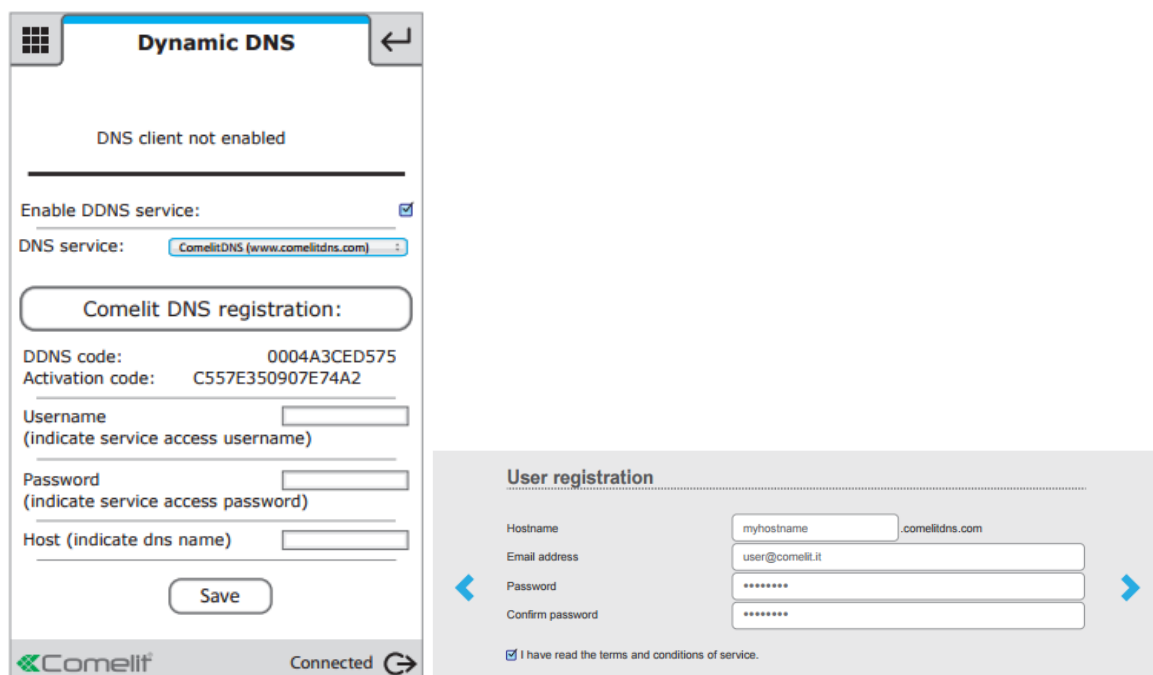 Dynamic DNS
DNS client not enabled
Enable DDNS service:
DNS service: ComelitDNS (www.comelitdns.com)
Comelit DNS registration:
DDNS code: 0004A3CED575
Activation code: C557E350907E74A2
Username
(indicate service access username)
Password
(indicate service access password)
Host (indicate dns name)
Save
Comelit Connected
User registration
Hostname myhostname .comelitdns.com
Email address user@comelit.it
Password ••••••••
Confirm password ••••••••
I have read the terms and conditions of service.